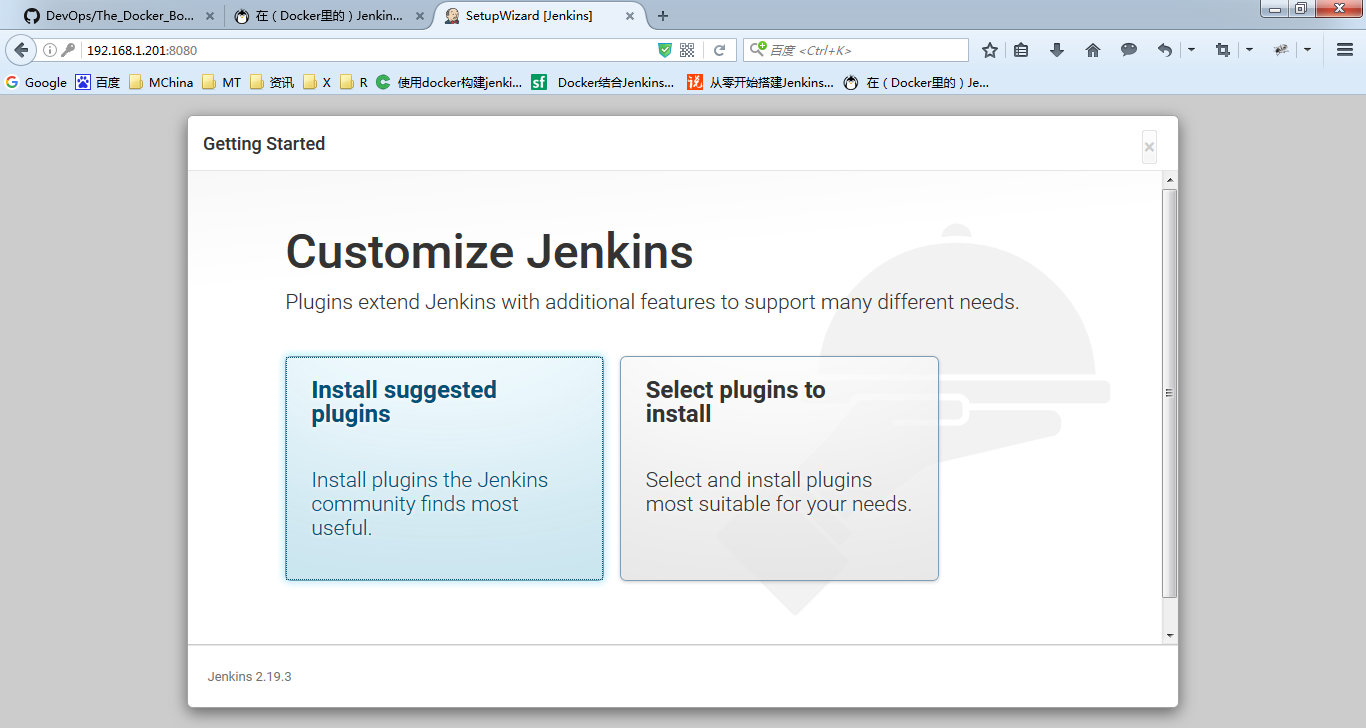 DevOps/The_Docker_Bo...
在（Docker里的）Jenkin...
SetupWizard [Jenkins]
192.168.1.201:8080
百度 <Ctrl+K>
Google
百度
MChina
MT
资讯
X
R
使用docker构建jenki...
sf
Docker结合Jenkins...
从零开始搭建Jenkins...
在（Docker里的）Je...
Getting Started
Customize Jenkins
Plugins extend Jenkins with additional features to support many different needs.
Install suggested
plugins
Install plugins the Jenkins
community finds most
useful.
Select plugins to
install
Select and install plugins
most suitable for your needs.
Jenkins 2.19.3